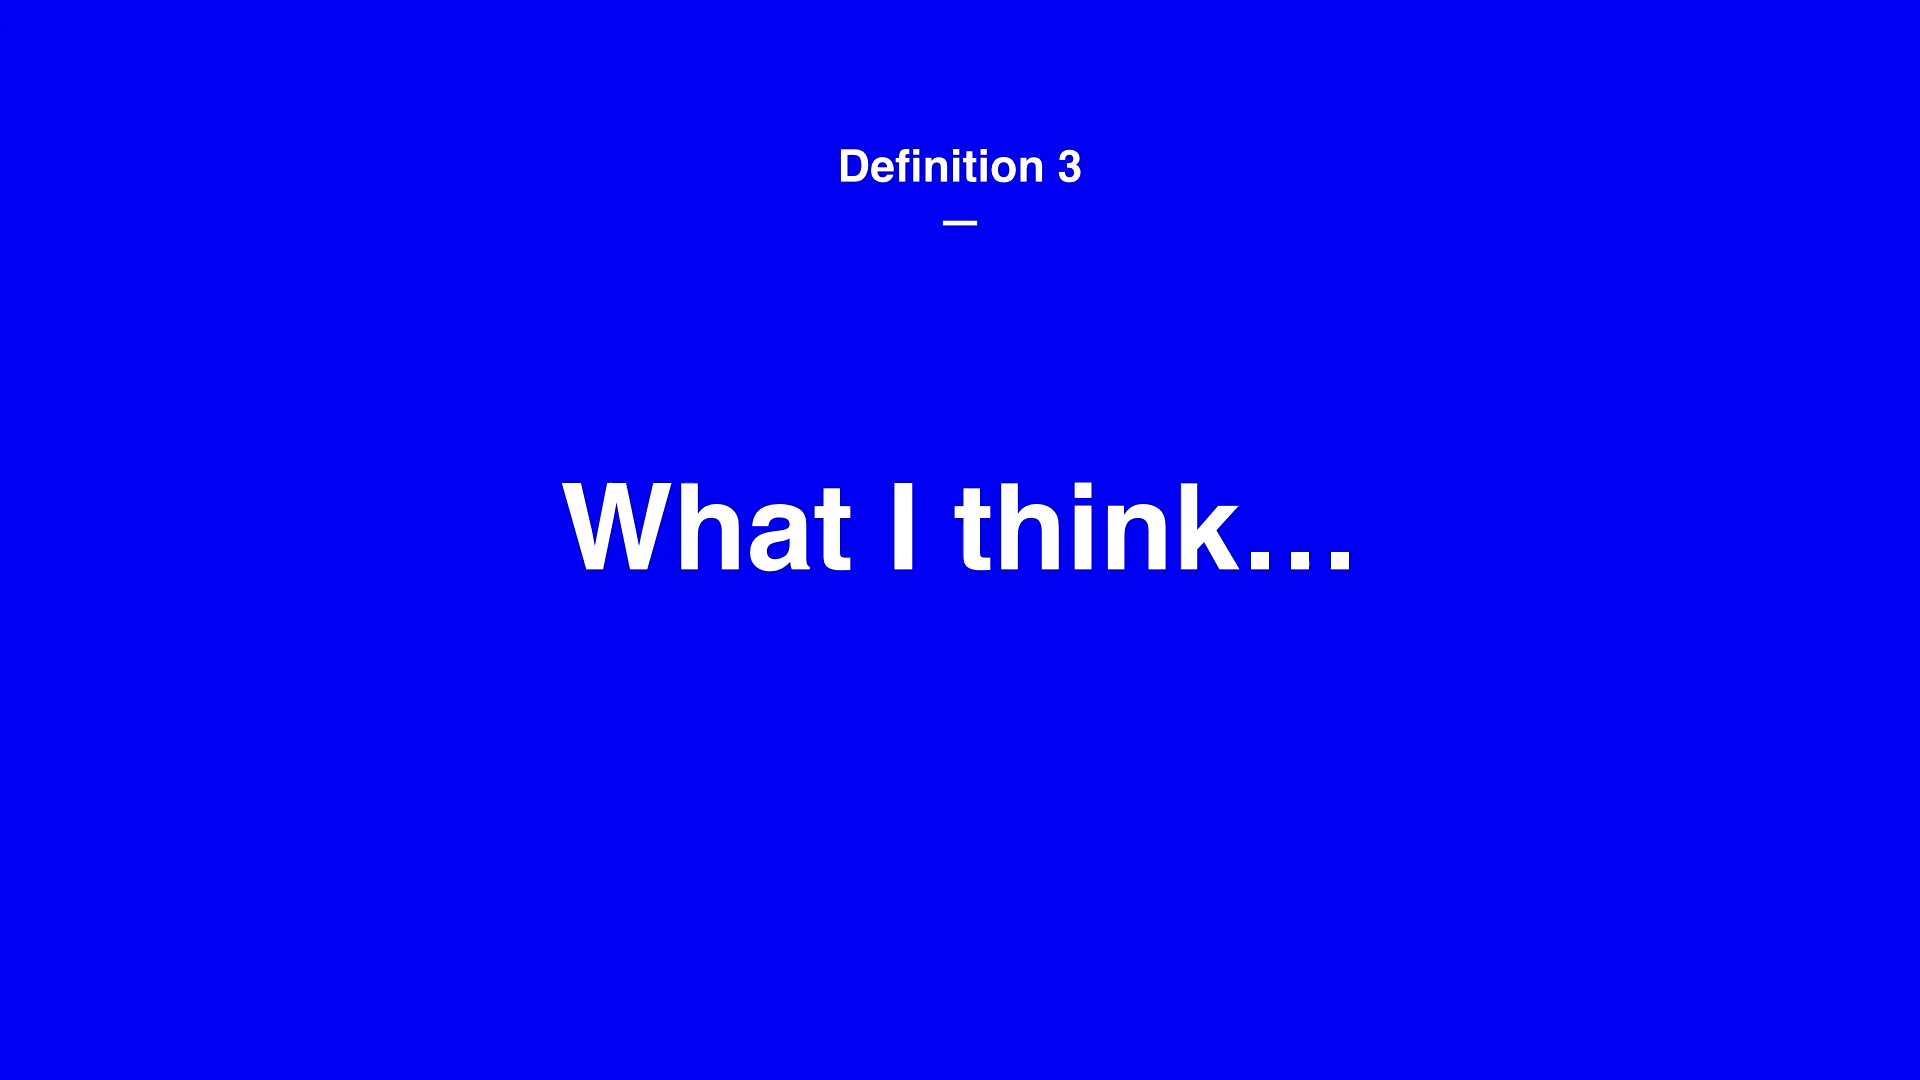 Definition 3
—
What I think…